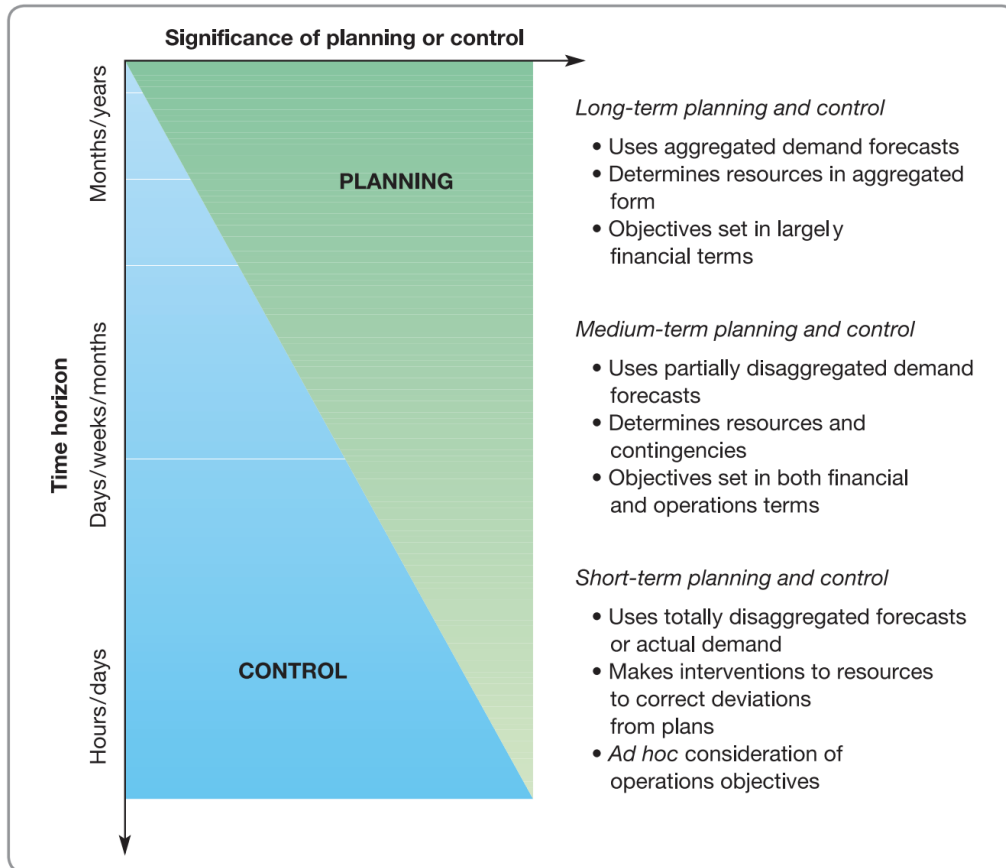 Significance of planning or control
Time horizon
Months/years
Days/weeks/months
Hours/days
PLANNING
CONTROL
Long-term planning and control
• Uses aggregated demand forecasts
• Determines resources in aggregated
form
• Objectives set in largely
financial terms
Medium-term planning and control
• Uses partially disaggregated demand
forecasts
• Determines resources and
contingencies
• Objectives set in both financial
and operations terms
Short-term planning and control
• Uses totally disaggregated forecasts
or actual demand
• Makes interventions to resources
to correct deviations
from plans
• Ad hoc consideration of
operations objectives